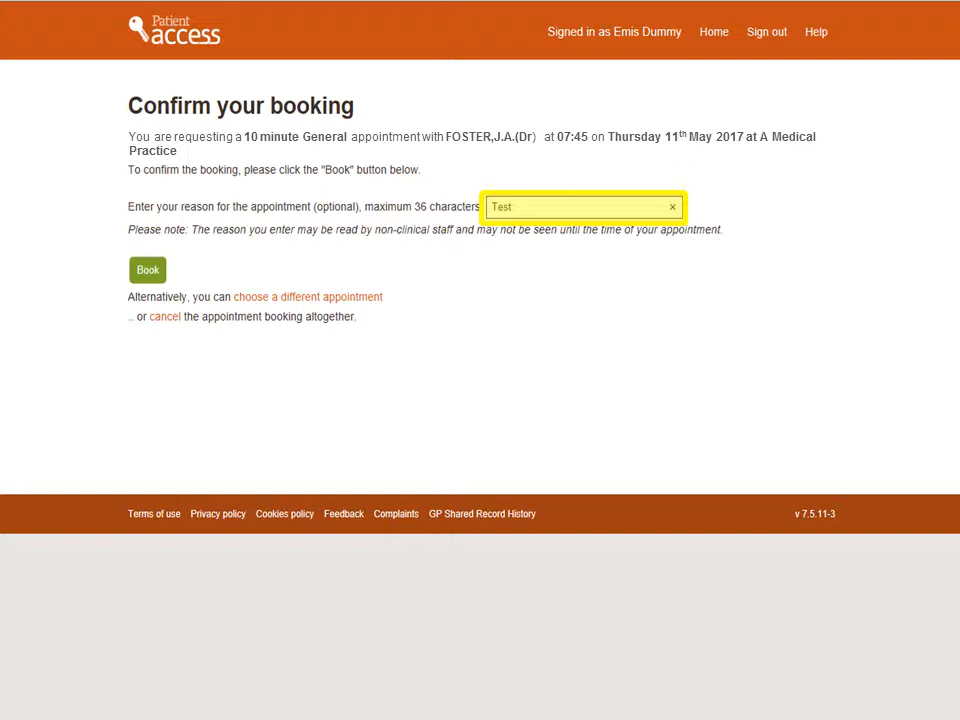 Patient
access
Signed in as Emis Dummy Home Sign out Help
Confirm your booking
You are requesting a 10 minute General appointment with FOSTER,J.A.(Dr) at 07:45 on Thursday 11th May 2017 at A Medical
Practice
To confirm the booking, please click the "Book" button below.
Enter your reason for the appointment (optional), maximum 36 characters Test ×
Please note: The reason you enter may be read by non-clinical staff and may not be seen until the time of your appointment.
Book
Alternatively, you can choose a different appointment
.. or cancel the appointment booking altogether.
Terms of use Privacy policy Cookies policy Feedback Complaints GP Shared Record History v 7.5.11-3